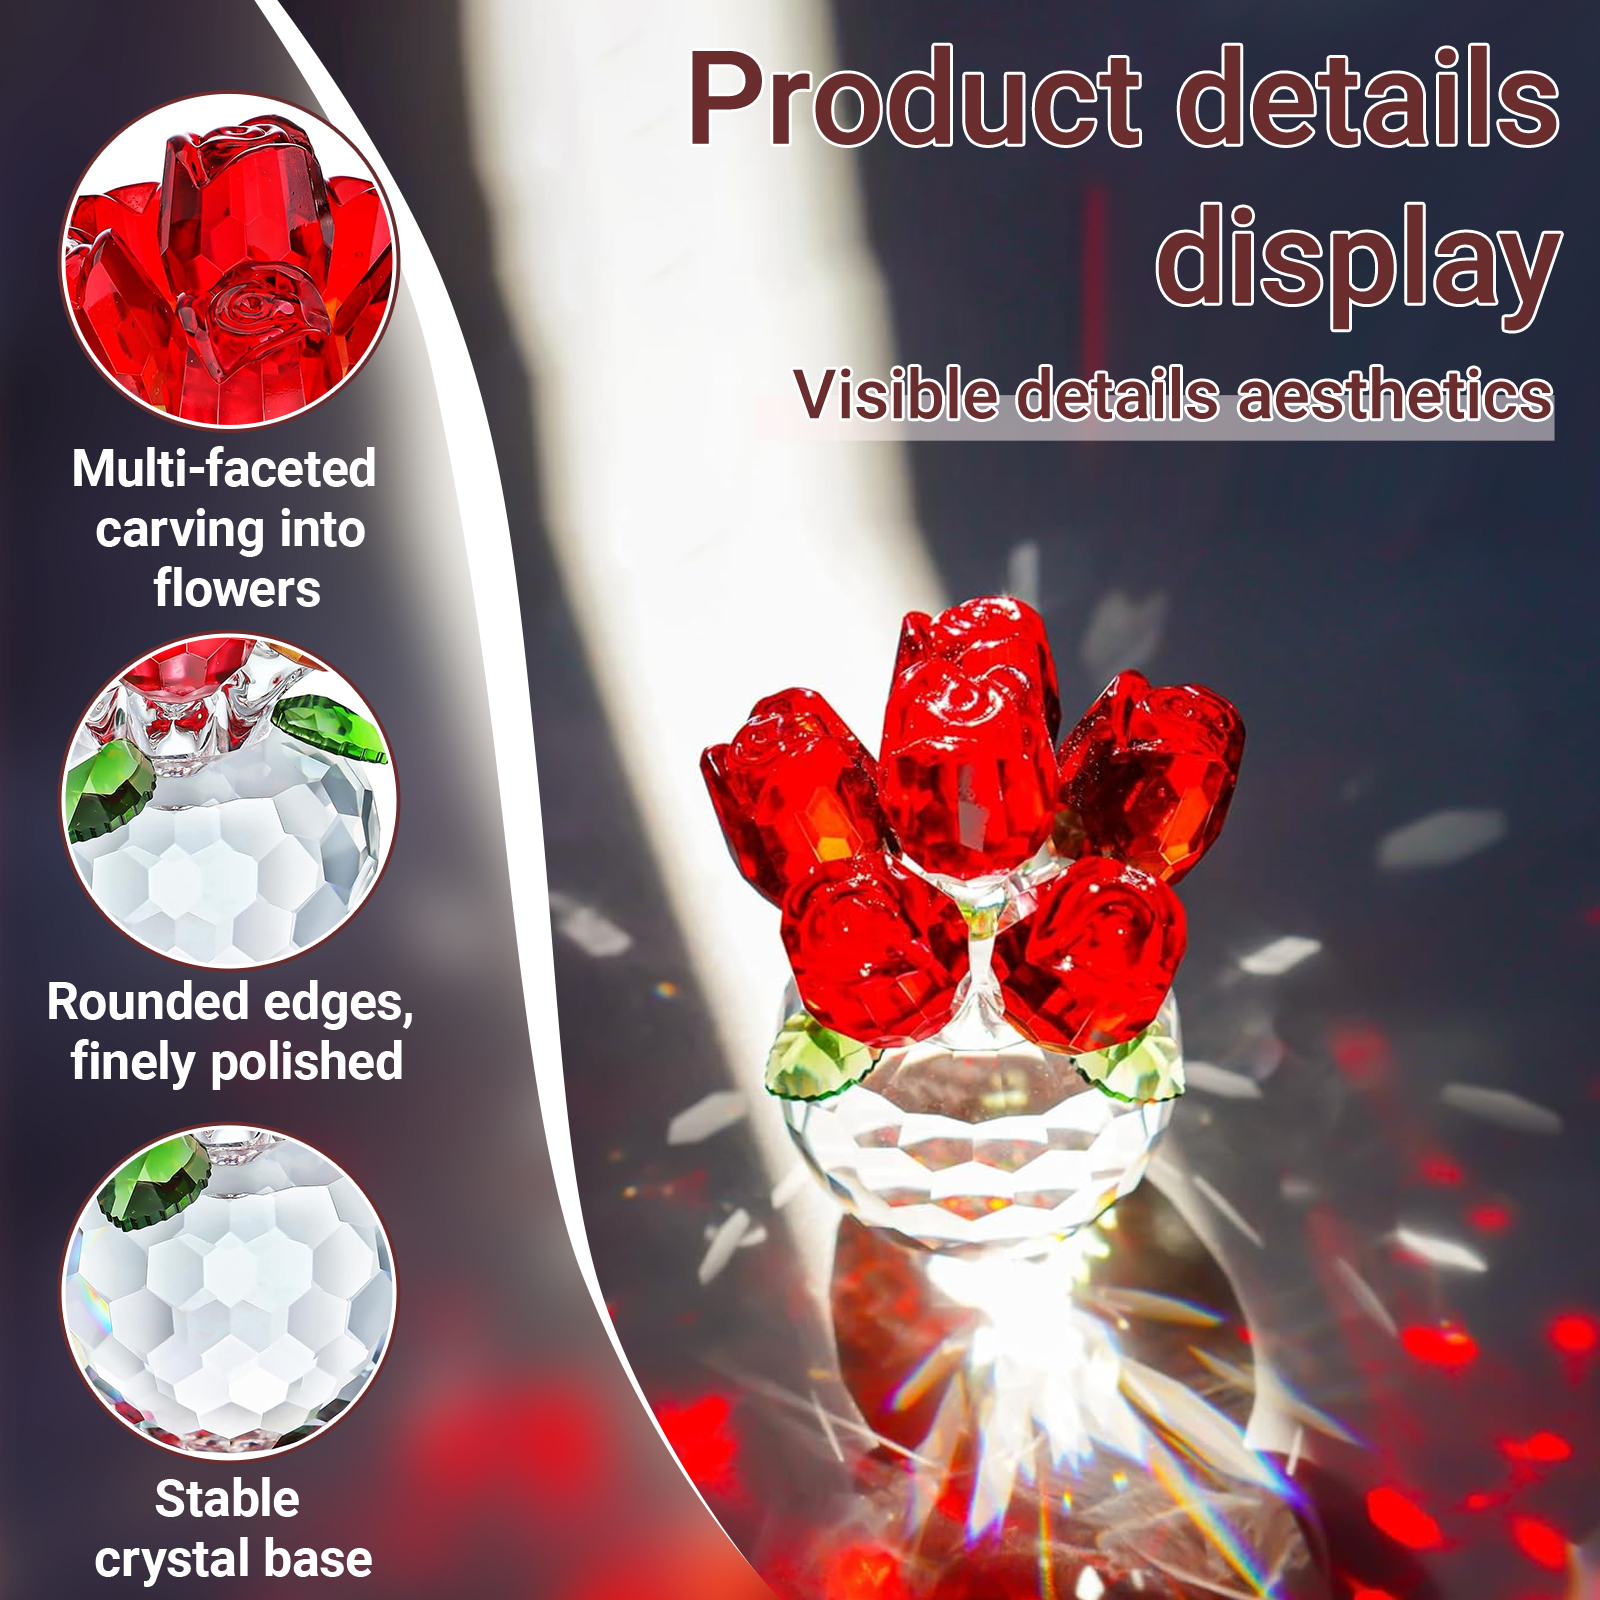 Product details
display
Visible details aesthetics
Multi-faceted
carving into
flowers
Rounded edges,
finely polished
Stable
crystal base